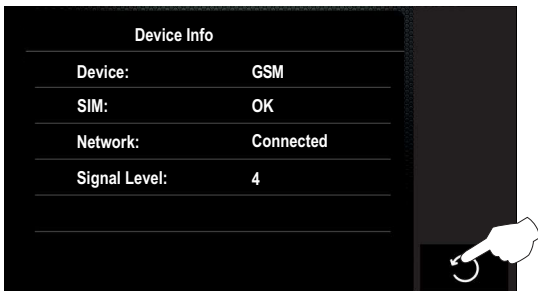 Device Info
Device: GSM
SIM: OK
Network: Connected
Signal Level: 4